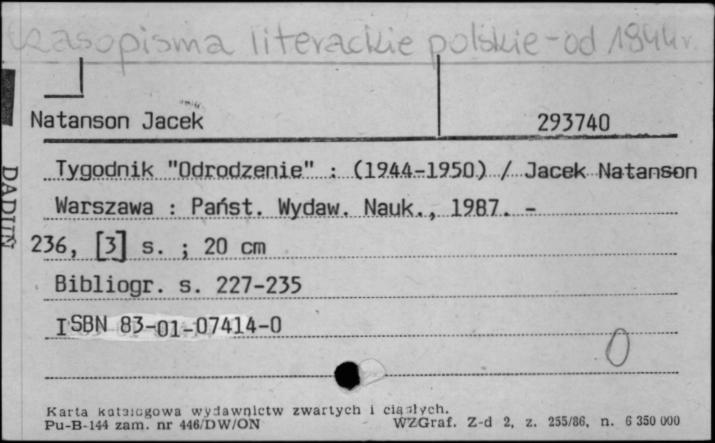 Czasopisma literackie polskie - od 1944 r.
Natanson Jacek 293740
Tygodnik "Odrodzenie" : (1944-1950) / Jacek Natanson
Warszawa : Państ. Wydaw. Nauk., 1987. -
236, [3] s. ; 20 cm
Bibliogr. s. 227-235
ISBN 83-01-07414-0
0
Karta katalogowa wydawnictw zwartych i ciągłych.
Pu-B-144 zam. nr 446/DW/ON WZGraf. Z-d 2, z. 255/86, n. 6 350 000